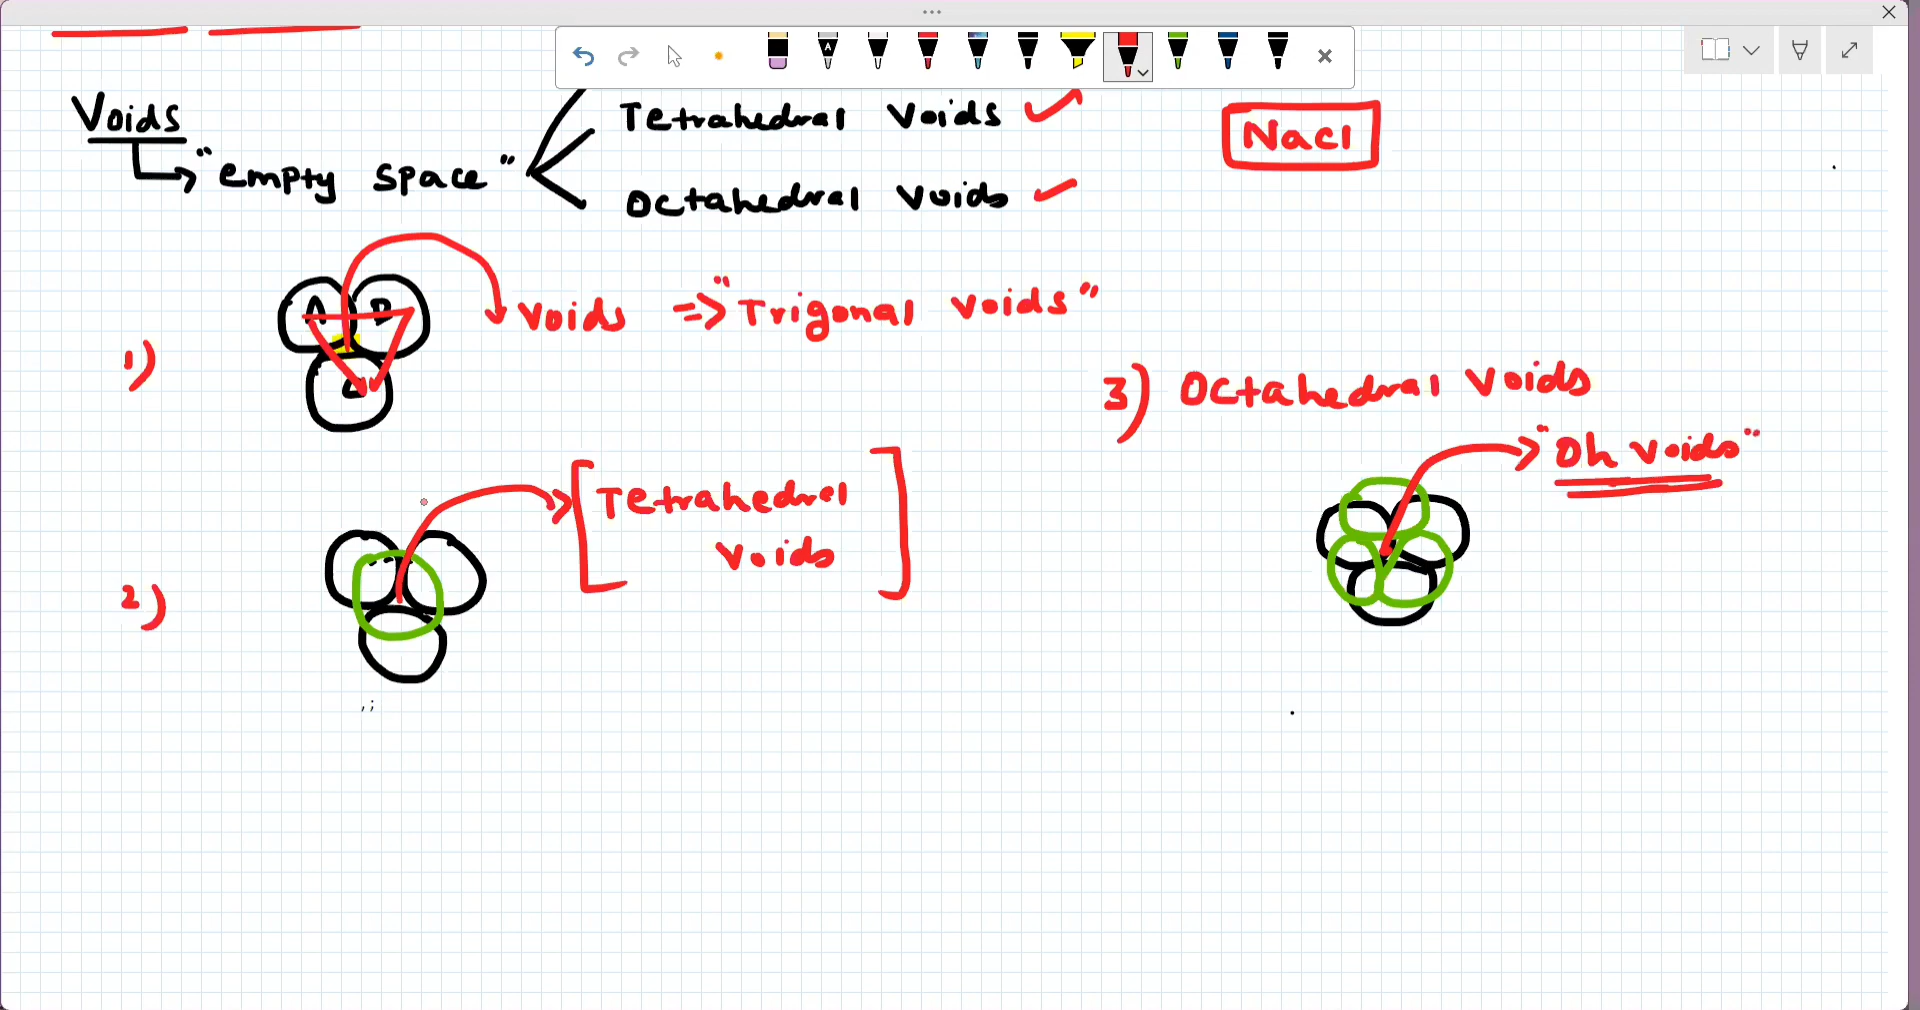 Voids
"empty space"
Tetrahedral Voids
Octahedral Voids
NaCl
1)
A B
C
Voids => "Trigonal Voids"
2)
Tetrahedral
Voids
3) Octahedral Voids
"Oh Voids"